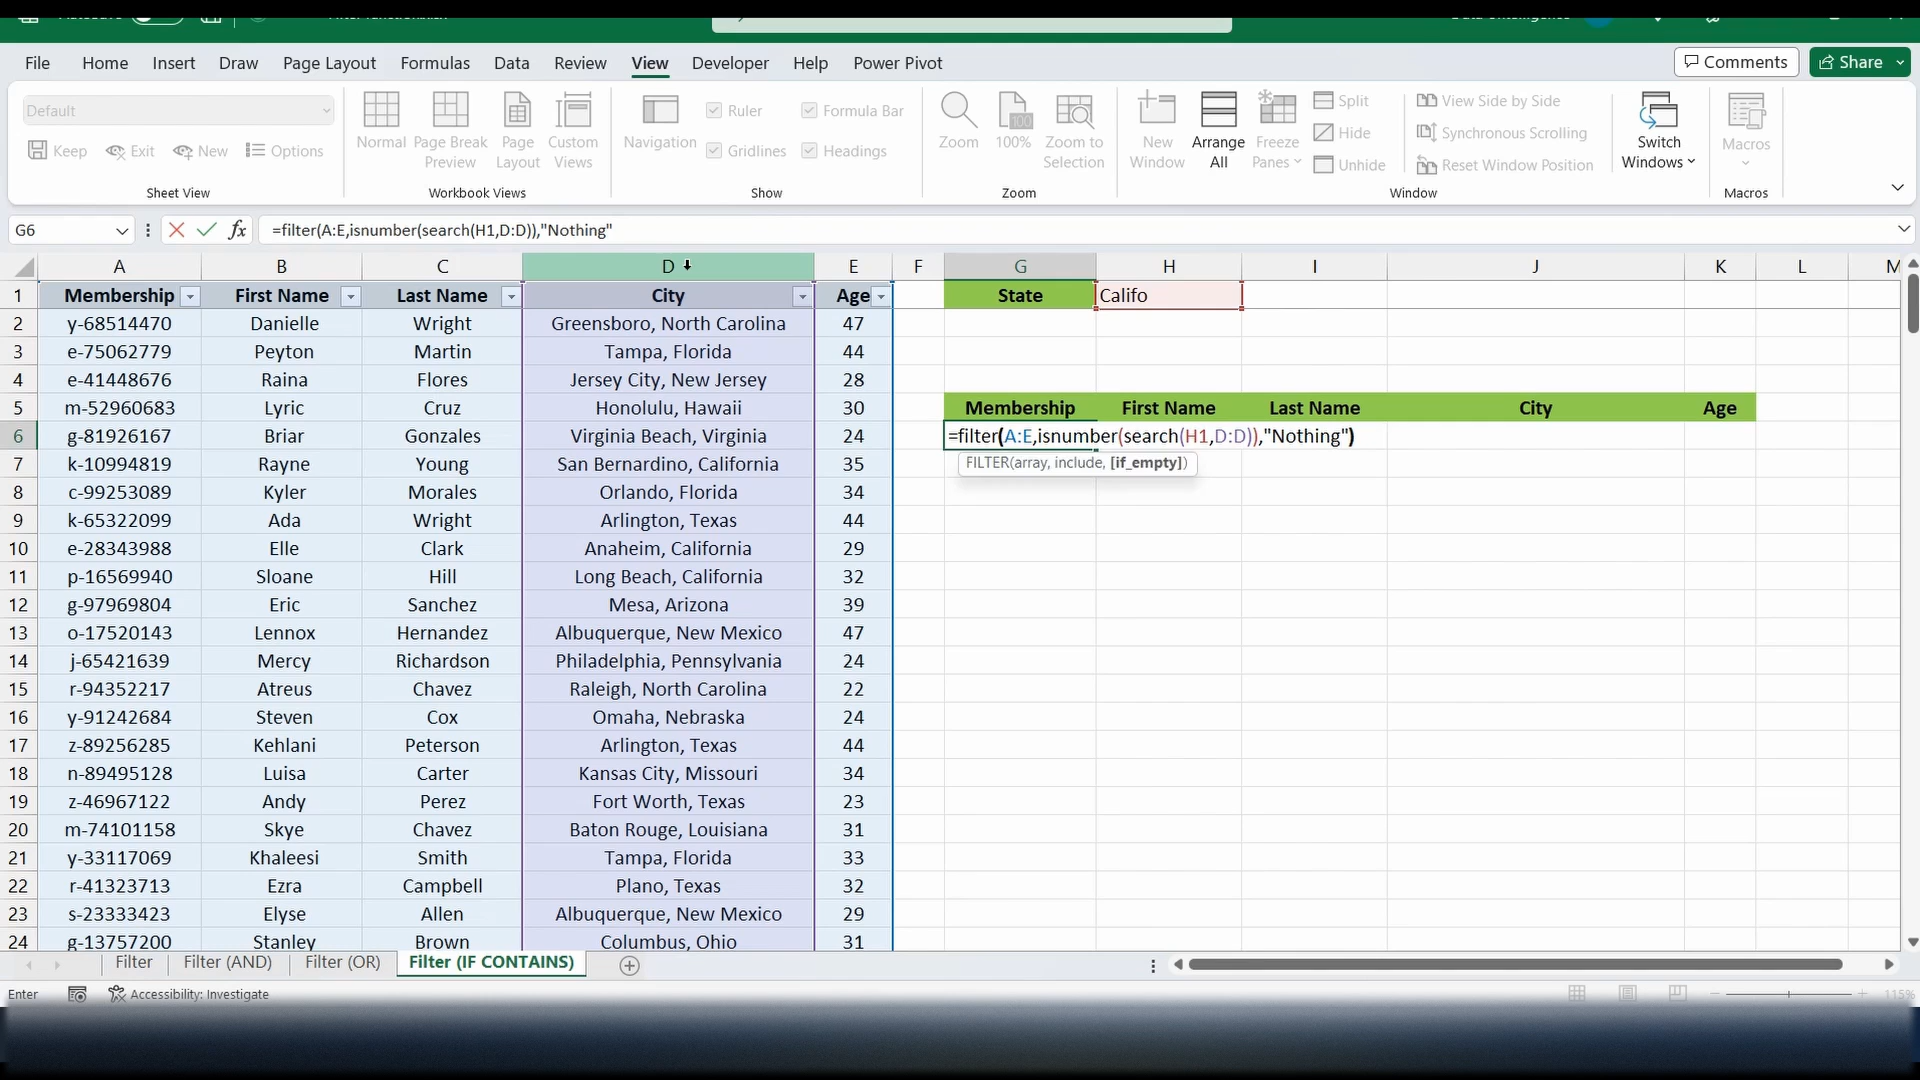 File Home Insert Draw Page Layout Formulas Data Review View Developer Help Power Pivot Comments Share
Default
Keep Exit New Options
Sheet View
Normal Page Break Preview Page Layout Custom Views
Workbook Views
Navigation Ruler Formula Bar
Gridlines Headings
Show
Zoom 100% Zoom to Selection
Zoom
New Window Arrange All Freeze Panes Split
Hide
Unhide
View Side by Side
Synchronous Scrolling
Reset Window Position
Switch Windows
Window
Macros
Macros
G6 fx =filter(A:E,isnumber(search(H1,D:D)),"Nothing"
A B C D E F G H I J K L M
1 Membership First Name Last Name City Age State Califo
2 y-68514470 Danielle Wright Greensboro, North Carolina 47
3 e-75062779 Peyton Martin Tampa, Florida 44
4 e-41448676 Raina Flores Jersey City, New Jersey 28
5 m-52960683 Lyric Cruz Honolulu, Hawaii 30 Membership First Name Last Name City Age
6 g-81926167 Briar Gonzales Virginia Beach, Virginia 24 =filter(A:E,isnumber(search(H1,D:D)),"Nothing")
7 k-10994819 Rayne Young San Bernardino, California 35 FILTER(array, include, [if_empty])
8 c-99253089 Kyler Morales Orlando, Florida 34
9 k-65322099 Ada Wright Arlington, Texas 44
10 e-28343988 Elle Clark Anaheim, California 29
11 p-16569940 Sloane Hill Long Beach, California 32
12 g-97969804 Eric Sanchez Mesa, Arizona 39
13 o-17520143 Lennox Hernandez Albuquerque, New Mexico 47
14 j-65421639 Mercy Richardson Philadelphia, Pennsylvania 24
15 r-94352217 Atreus Chavez Raleigh, North Carolina 22
16 y-91242684 Steven Cox Omaha, Nebraska 24
17 z-89256285 Kehlani Peterson Arlington, Texas 44
18 n-89495128 Luisa Carter Kansas City, Missouri 34
19 z-46967122 Andy Perez Fort Worth, Texas 23
20 m-74101158 Skye Chavez Baton Rouge, Louisiana 31
21 y-33117069 Khaleesi Smith Tampa, Florida 33
22 r-41323713 Ezra Campbell Plano, Texas 32
23 s-23333423 Elyse Allen Albuquerque, New Mexico 29
24 g-13757200 Stanley Brown Columbus, Ohio 31
Filter Filter (AND) Filter (OR) Filter (IF CONTAINS)
Enter Accessibility: Investigate 115%